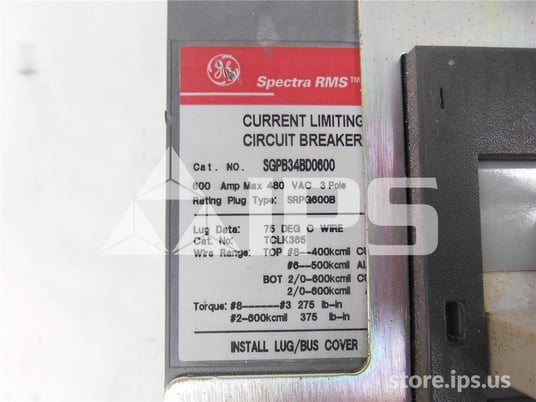 GE
Spectra RMS™
CURRENT LIMITING
CIRCUIT BREAKER
Cat. NO. SGPB34BD0600
600 Amp Max 480 VAC 3 Pole
Rating Plug Type: SRPG600B
IPS
Lug Data: 75 DEG C WIRE
Cat. No: TCLK365
Wire Range: TOP #8--400kcmil CU
#6--500kcmil AL
BOT 2/0-600kcmil CU
2/0-600kcmil AL
Torque: #8------#3 275 lb-in
#2-600kcmil 375 lb-in
INSTALL LUG/BUS COVER
store.ips.us